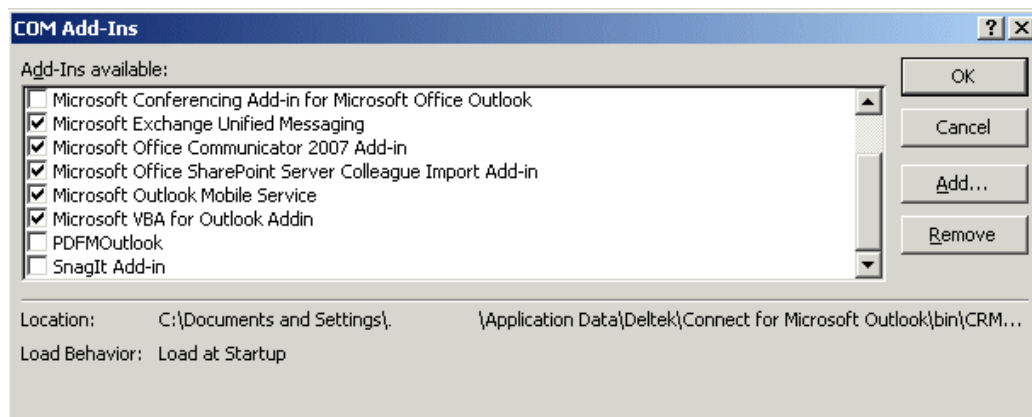 COM Add-Ins
Add-Ins available:
Microsoft Conferencing Add-in for Microsoft Office Outlook
Microsoft Exchange Unified Messaging
Microsoft Office Communicator 2007 Add-in
Microsoft Office SharePoint Server Colleague Import Add-in
Microsoft Outlook Mobile Service
Microsoft VBA for Outlook Addin
PDFMOutlook
SnagIt Add-in
OK
Cancel
Add...
Remove
Location: C:\Documents and Settings\. \Application Data\Deltek\Connect for Microsoft Outlook\bin\CRM...
Load Behavior: Load at Startup